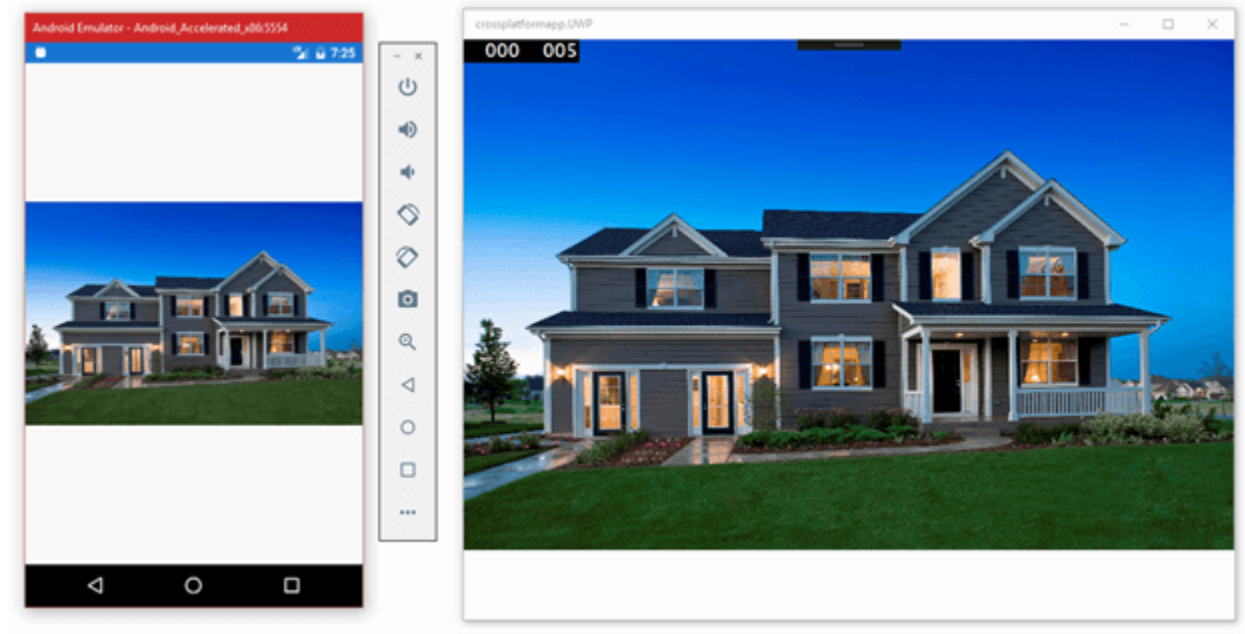 Android Emulator - Android_Accelerated_x86:5554
7:25
crossplatformapp.UWP
000 005